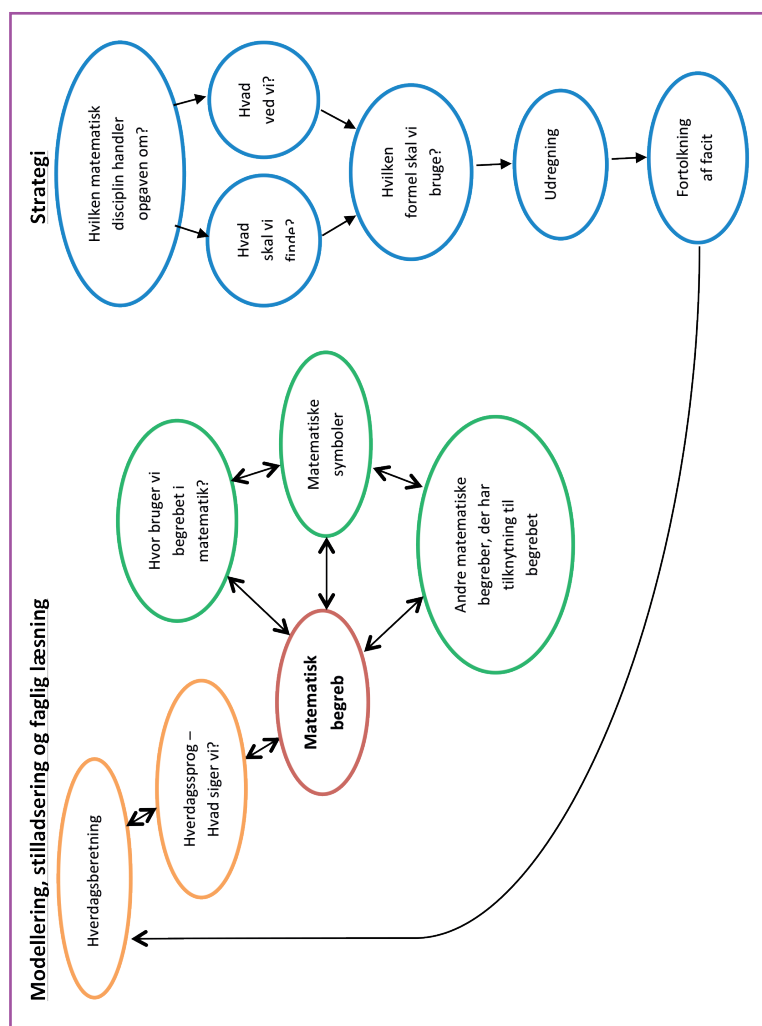 Modellering, stilladsering og faglig læsning
Hverdagsberetning
Hverdagssprog –
Hvad siger vi?
Matematisk
begreb
Hvor bruger vi
begrebet i
matematik?
Matematiske
symboler
Andre matematiske
begreber, der har
tilknytning til
begrebet
Strategi
Hvilken matematisk
disciplin handler
opgaven om?
Hvad
skal vi
finde?
Hvad
ved vi?
Hvilken
formel skal vi
bruge?
Udregning
Fortolkning
af facit